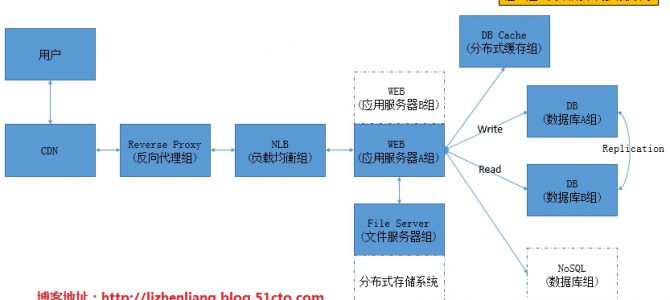 用户
CDN
Reverse Proxy
(反向代理组)
NLB
(负载均衡组)
WEB
(应用服务器B组)
WEB
(应用服务器A组)
File Server
(文件服务器组)
分布式存储系统
DB Cache
(分布式缓存组)
Write
Read
DB
(数据库A组)
DB
(数据库B组)
Replication
NoSQL
(数据库组)
博客地址：http://lizhenliang.blog.51cto.com